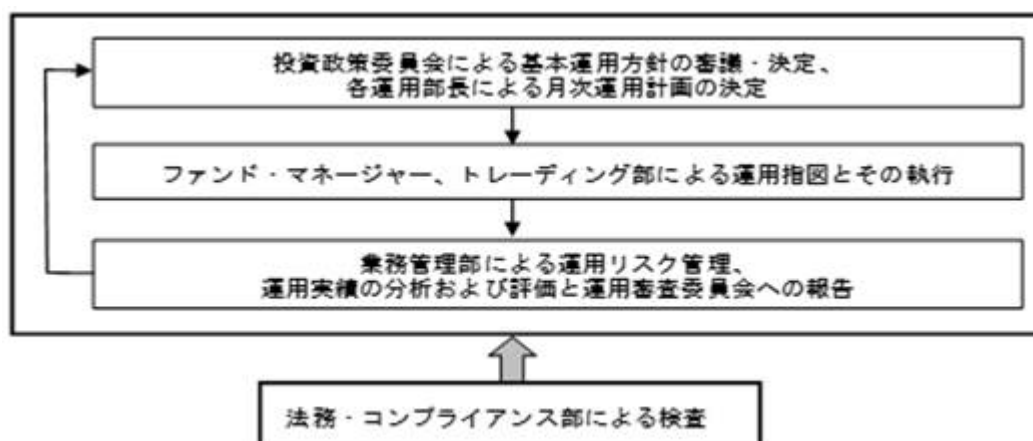 投資政策委員会による基本運用方針の審議・決定、
各運用部長による月次運用計画の決定
ファンド・マネージャー、トレーディング部による運用指図とその執行
業務管理部による運用リスク管理、
運用実績の分析および評価と運用審査委員会への報告
法務・コンプライアンス部による検査